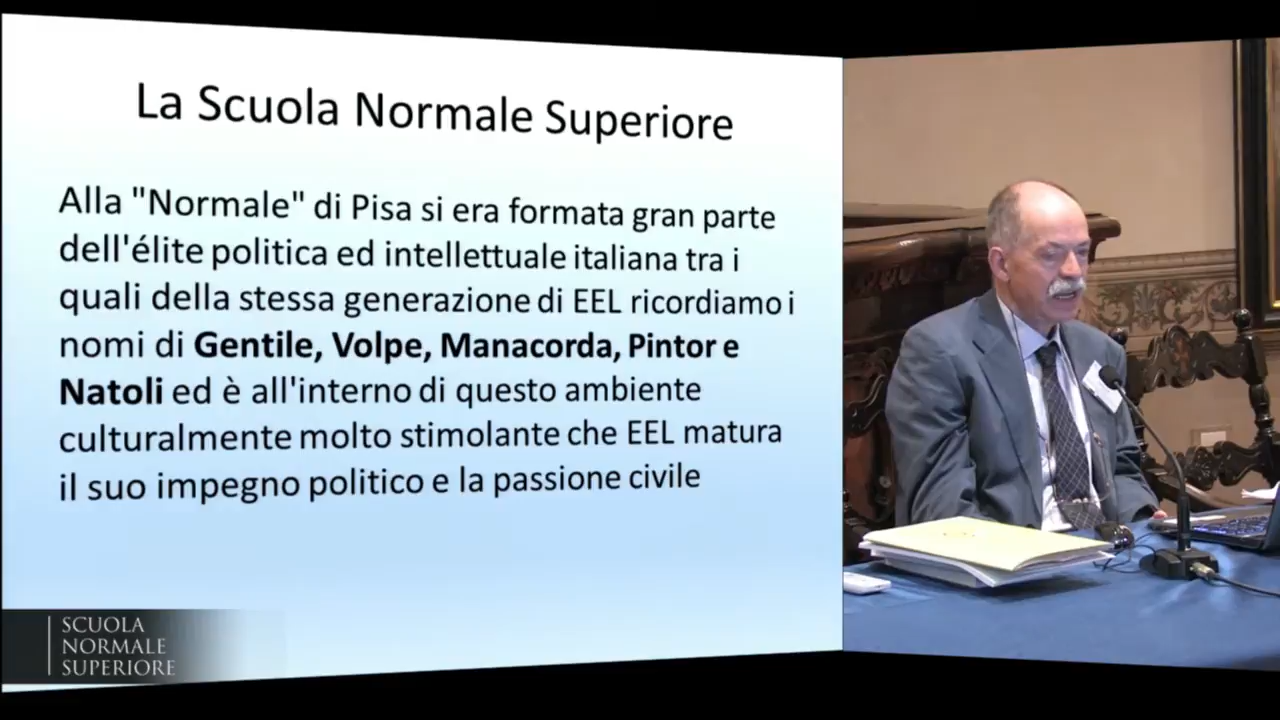 La Scuola Normale Superiore
Alla "Normale" di Pisa si era formata gran parte
dell'élite politica ed intellettuale italiana tra i
quali della stessa generazione di EEL ricordiamo i
nomi di Gentile, Volpe, Manacorda, Pintor e
Natoli ed è all'interno di questo ambiente
culturalmente molto stimolante che EEL matura
il suo impegno politico e la passione civile
SCUOLA
NORMALE
SUPERIORE